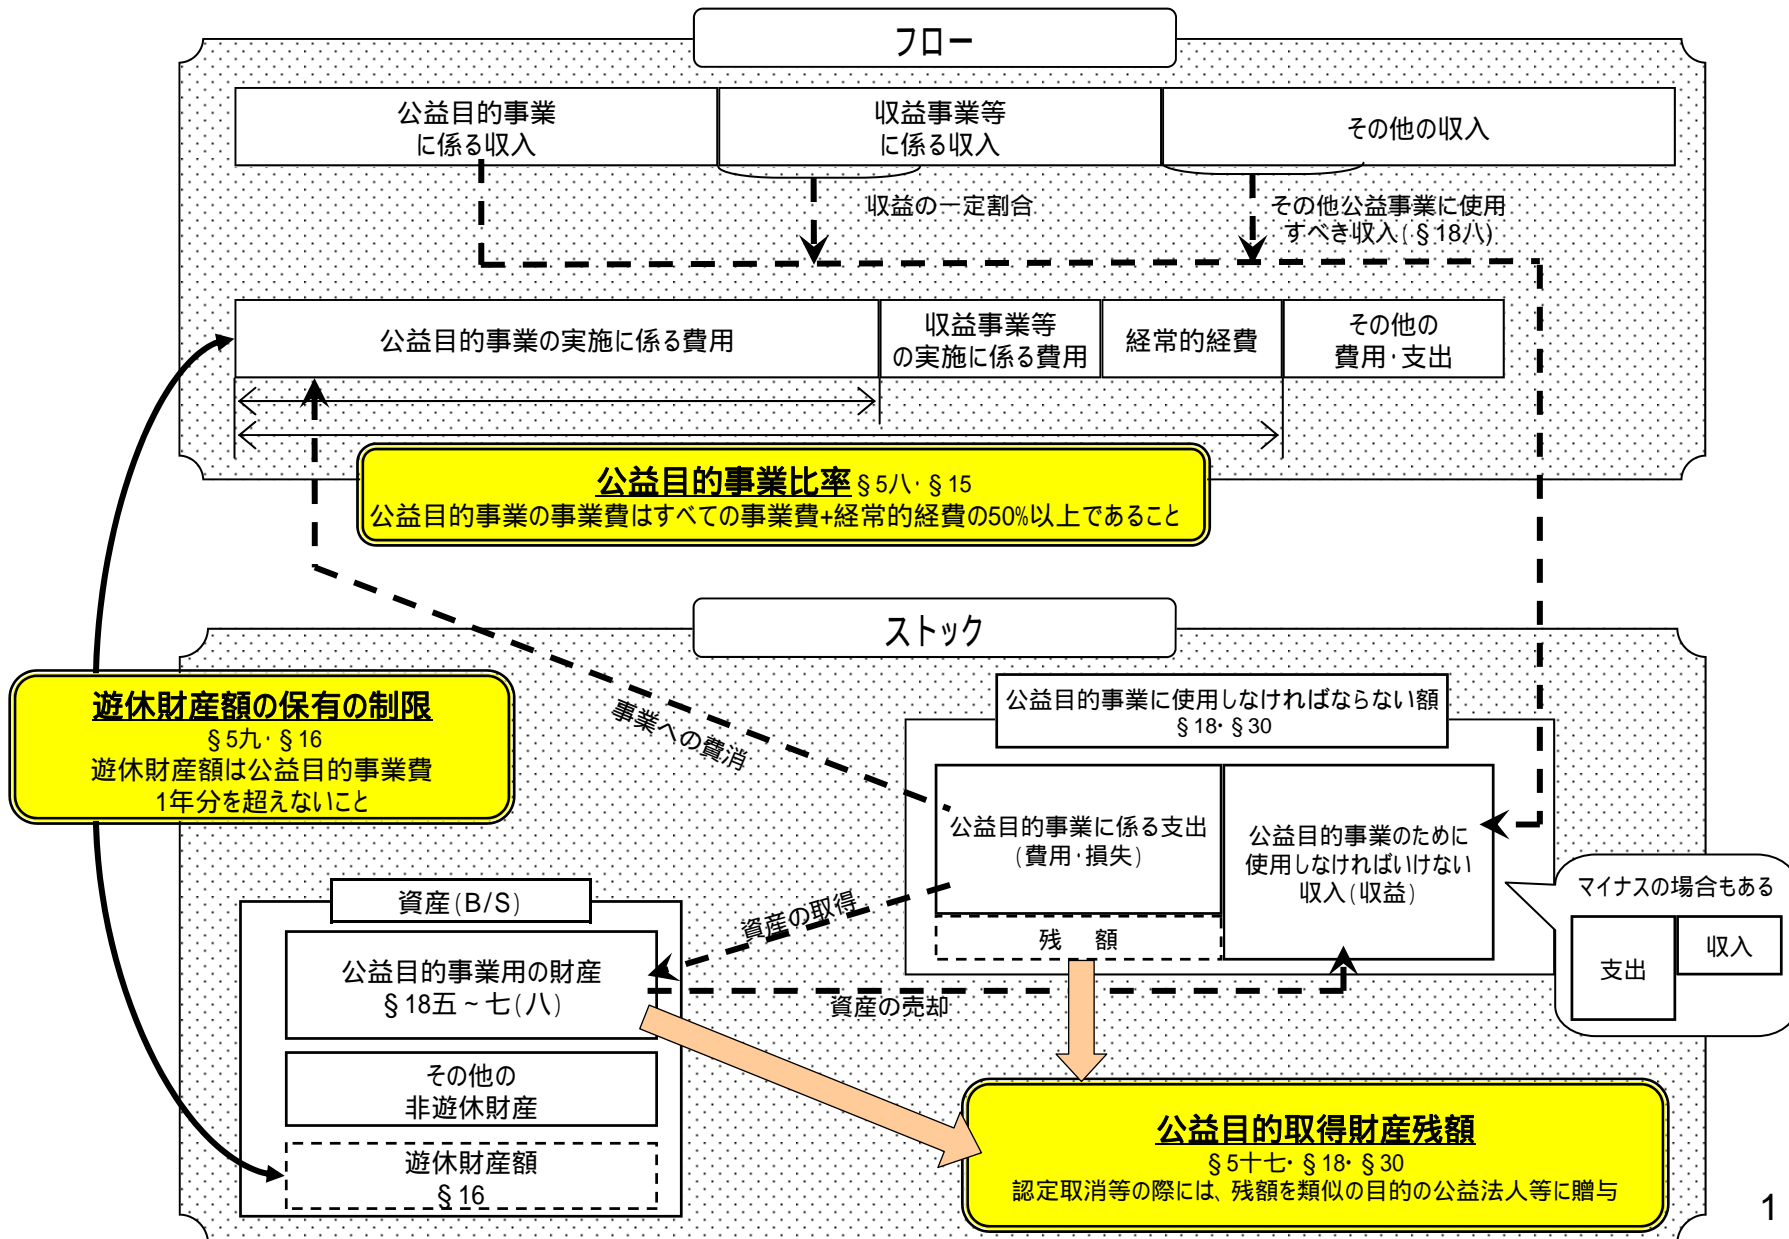 フロー
公益目的事業
に係る収入
収益事業等
に係る収入
その他の収入
収益の一定割合
その他公益事業に使用
すべき収入(§18八)
公益目的事業の実施に係る費用
収益事業等
の実施に係る費用
経常的経費
その他の
費用・支出
公益目的事業比率 §5八・§15
公益目的事業の事業費はすべての事業費+経常的経費の50%以上であること
ストック
遊休財産額の保有の制限
§5九・§16
遊休財産額は公益目的事業費
1年分を超えないこと
事業への費消
公益目的事業に使用しなければならない額
§18・§30
公益目的事業に係る支出
(費用・損失)
公益目的事業のために
使用しなければいけない
収入(収益)
残 額
マイナスの場合もある
支出
収入
資産の取得
資産の売却
資産(B/S)
公益目的事業用の財産
§18五~七(八)
その他の
非遊休財産
遊休財産額
§16
公益目的取得財産残額
§5十七・§18・§30
認定取消等の際には、残額を類似の目的の公益法人等に贈与
1